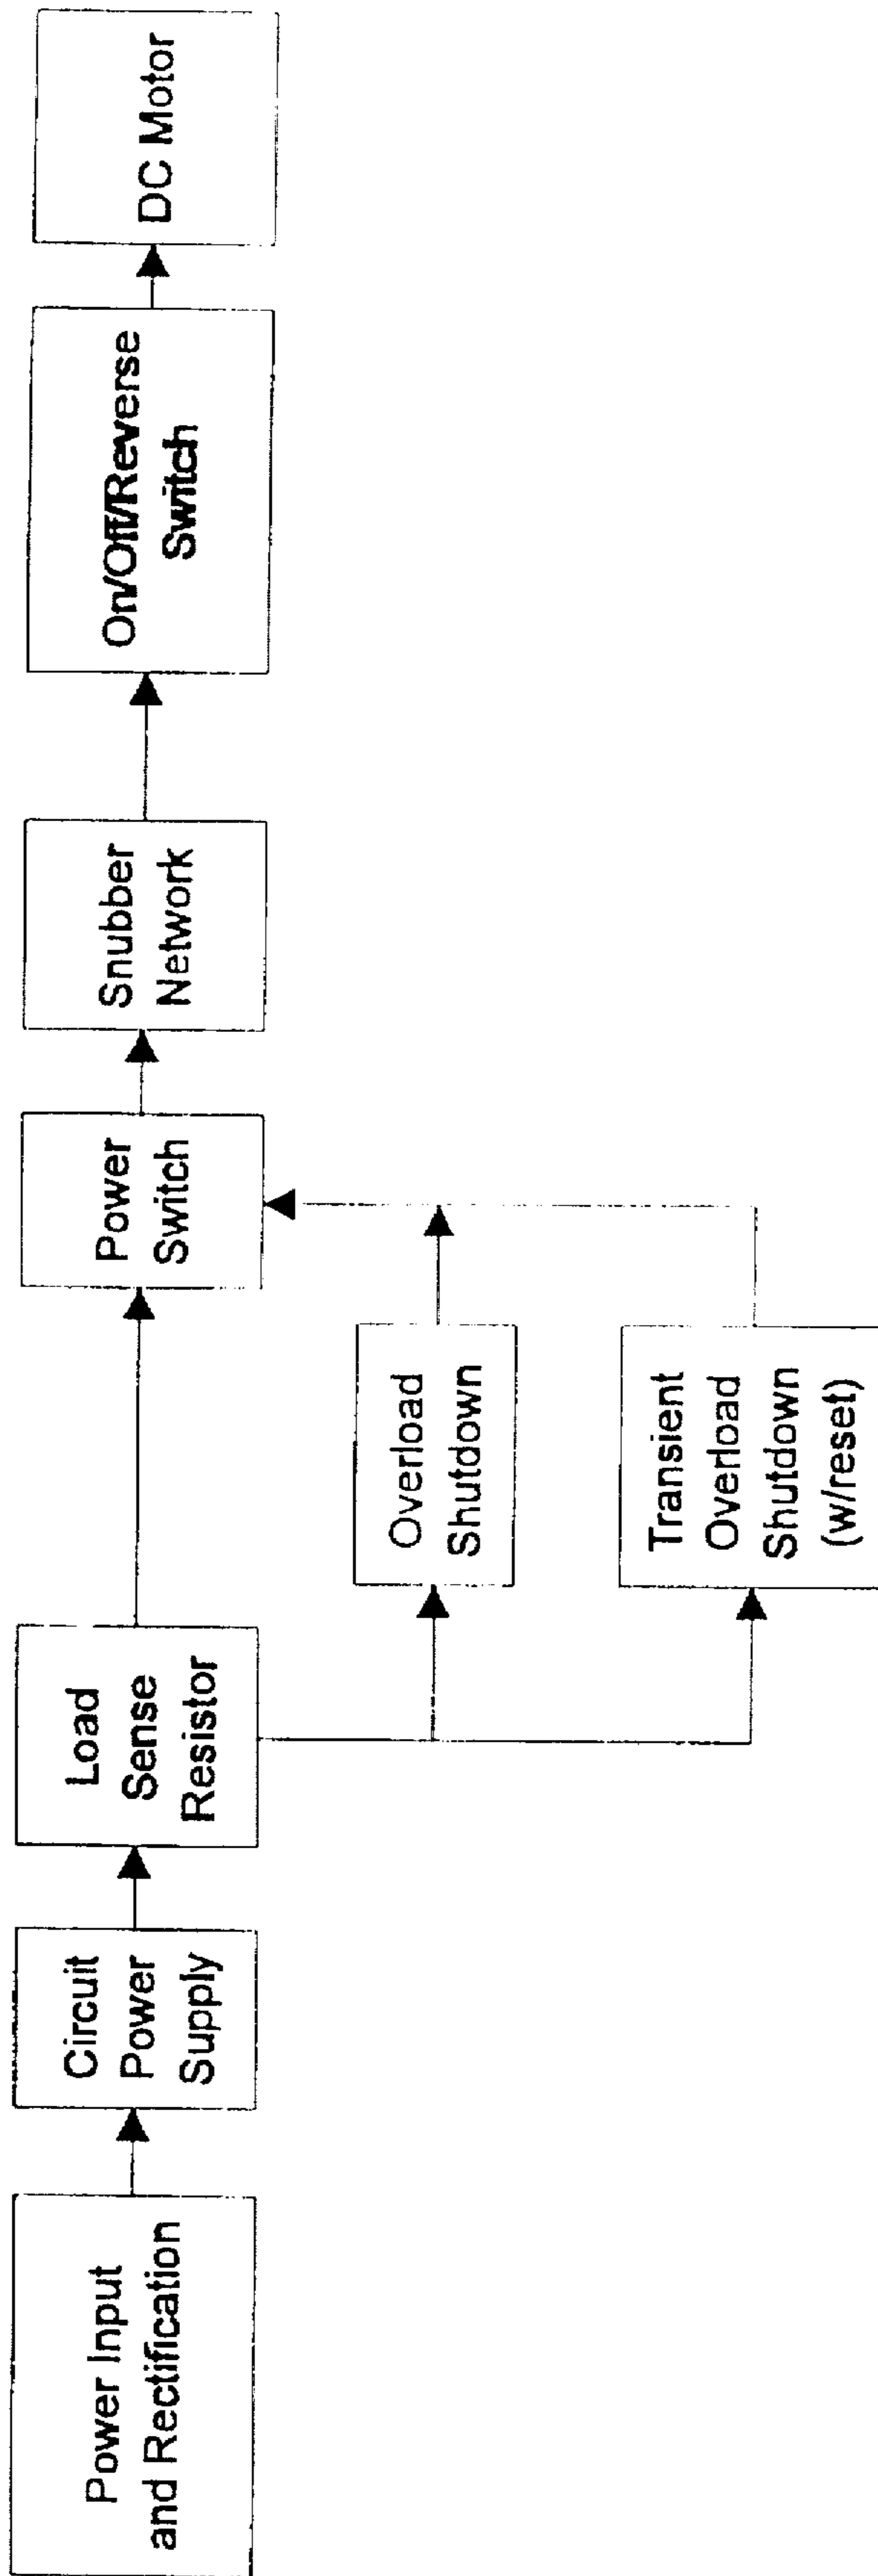 Power Input
and Rectification
Circuit
Power
Supply
Load
Sense
Resistor
Power
Switch
Snubber
Network
On/Off/Reverse
Switch
DC Motor
Overload
Shutdown
Transient
Overload
Shutdown
(w/reset)